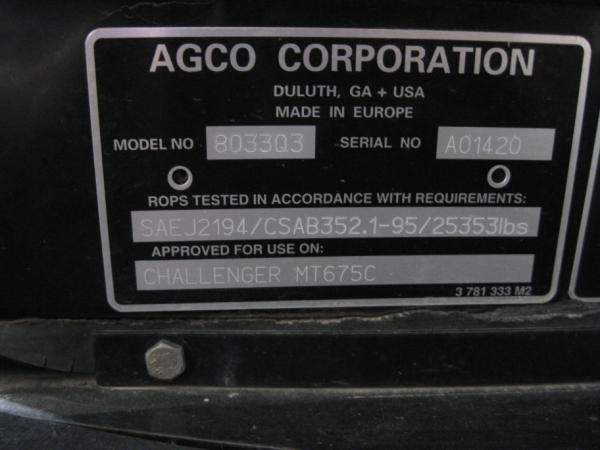 AGCO CORPORATION
DULUTH, GA + USA
MADE IN EUROPE
MODEL NO 8033Q3 SERIAL NO A01420
ROPS TESTED IN ACCORDANCE WITH REQUIREMENTS:
SAEJ2194/CSAB352.1-95/25353lbs
APPROVED FOR USE ON:
CHALLENGER MT675C
3 781 333 M2